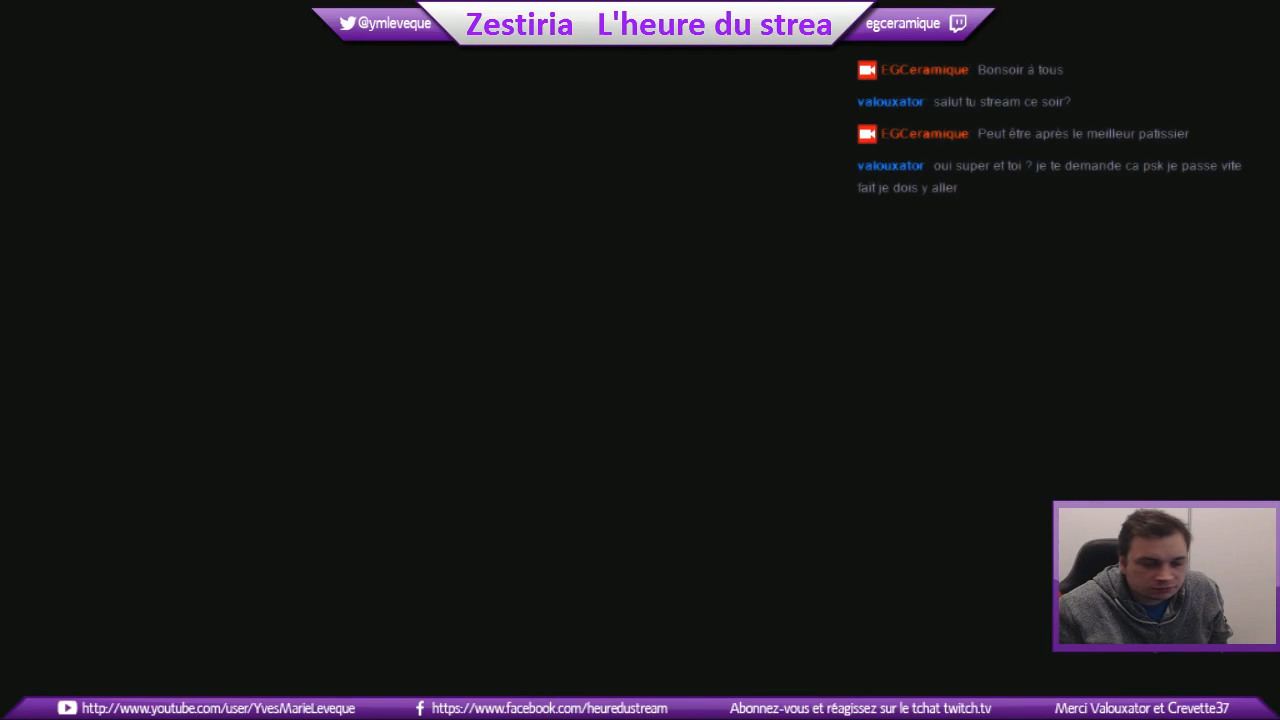 @ymleveque
Zestiria L'heure du strea
egceramique
EGCeramique Bonsoir à tous
valouxator salut tu stream ce soir?
EGCeramique Peut être après le meilleur patissier
valouxator oui super et toi ? je te demande ca psk je passe vite
fait je dois y aller
http://www.youtube.com/user/YvesMarieLeveque
https://www.facebook.com/heuredustream
Abonnez-vous et réagissez sur le tchat twitch.tv
Merci Valouxator et Crevette37